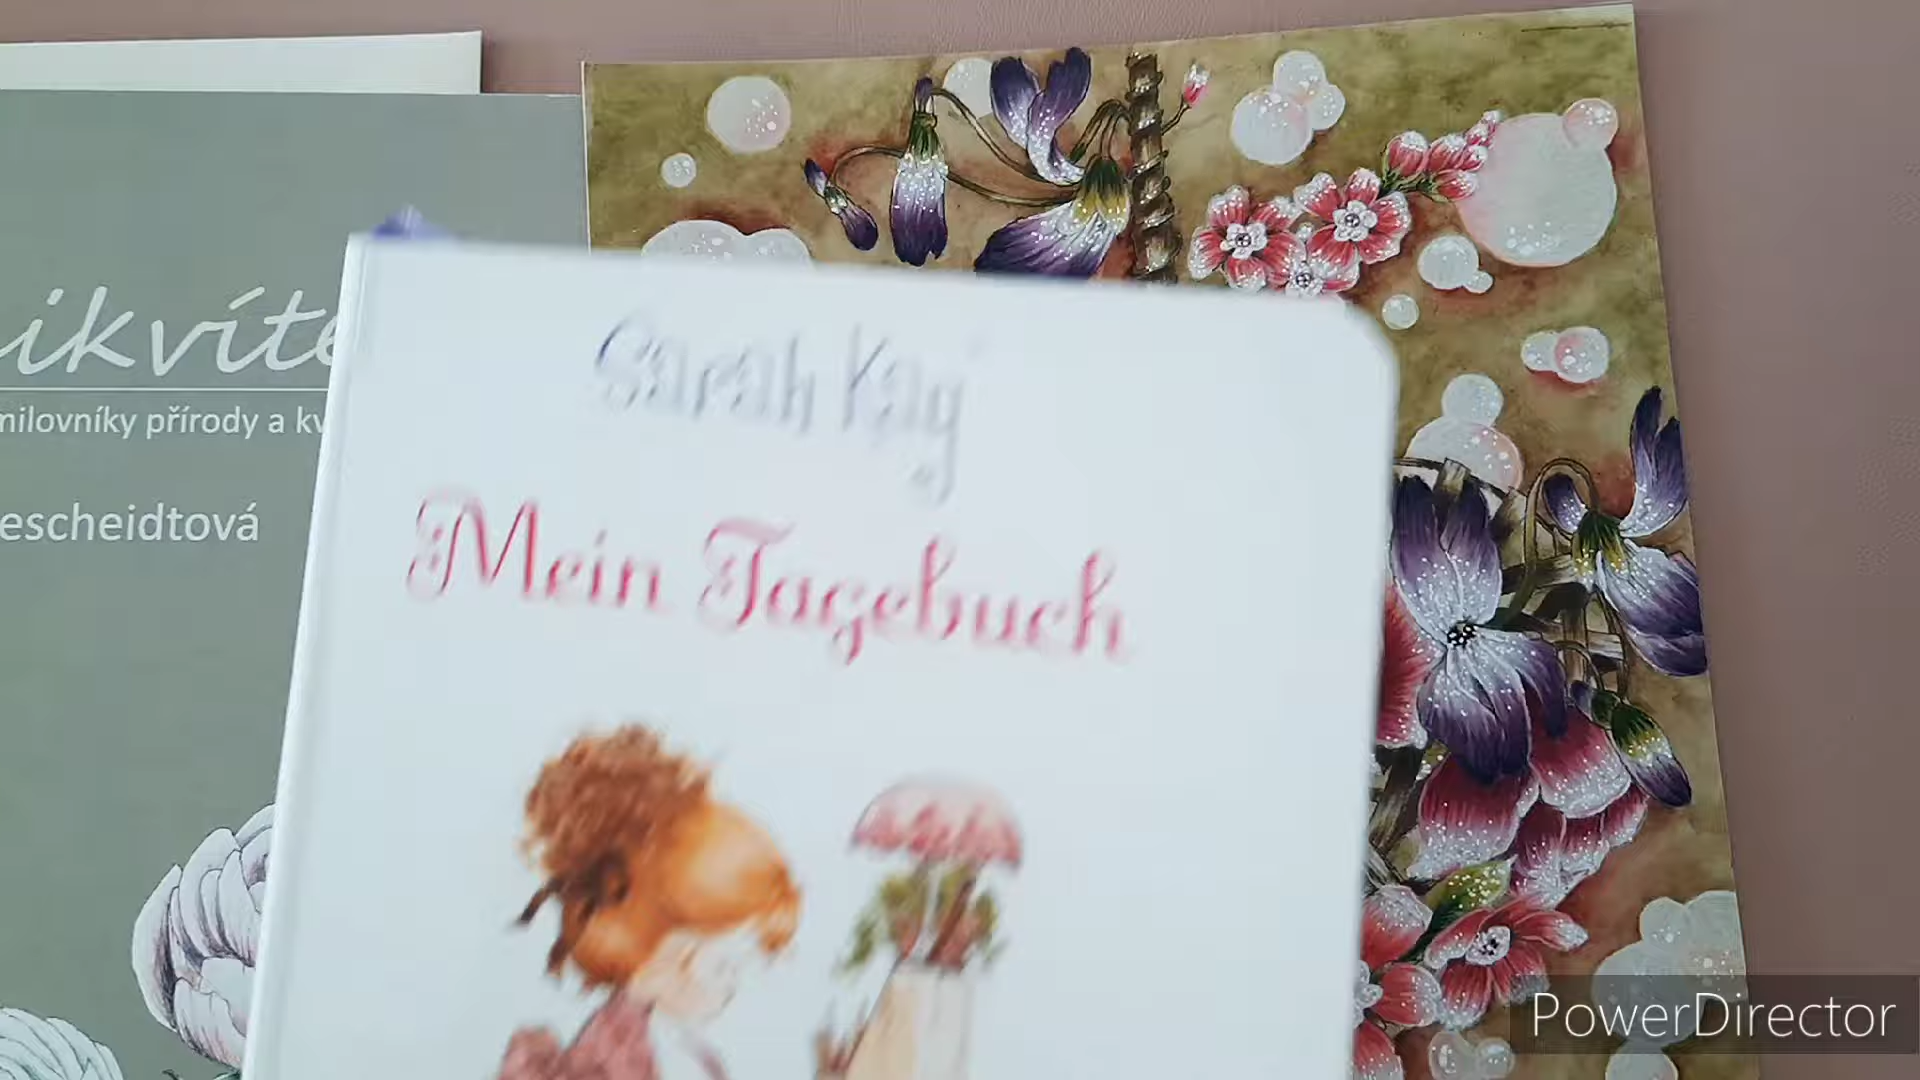 ikvíte
milovníky přírody a kv
escheidtová
Sarah Kay
Mein Tagebuch
PowerDirector